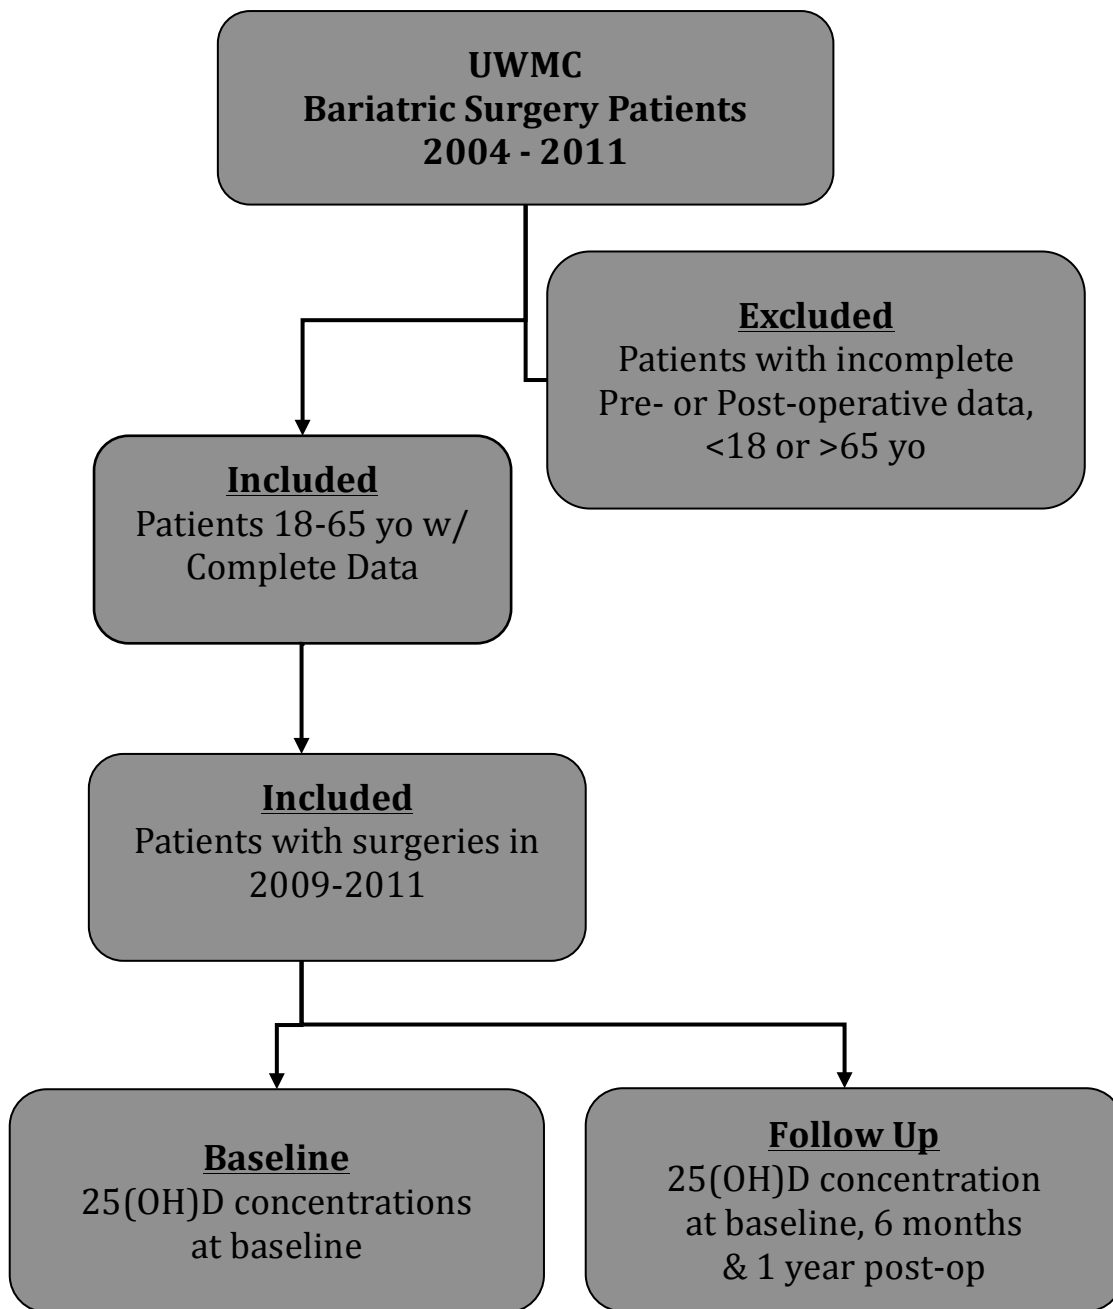 UWMC
Bariatric Surgery Patients
2004 - 2011
Excluded
Patients with incomplete
Pre- or Post-operative data,
<18 or >65 yo
Included
Patients 18-65 yo w/
Complete Data
Included
Patients with surgeries in
2009-2011
Baseline
25(OH)D concentrations
at baseline
Follow Up
25(OH)D concentration
at baseline, 6 months
& 1 year post-op